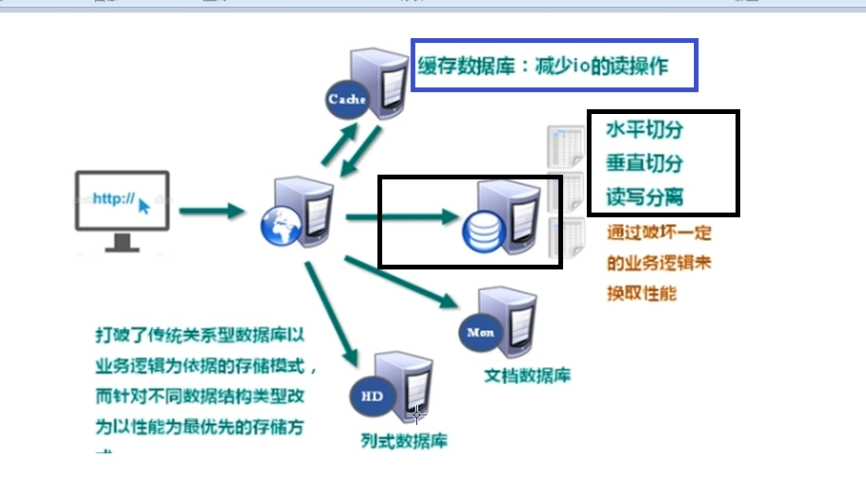 缓存数据库：减少io的读操作
Cache
水平切分
垂直切分
读写分离
http://
通过破坏一定
的业务逻辑来
换取性能
打破了传统关系型数据库以
业务逻辑为依据的存储模式，
而针对不同数据结构类型改
为以性能为最优先的存储方
Mon
文档数据库
HD
列式数据库